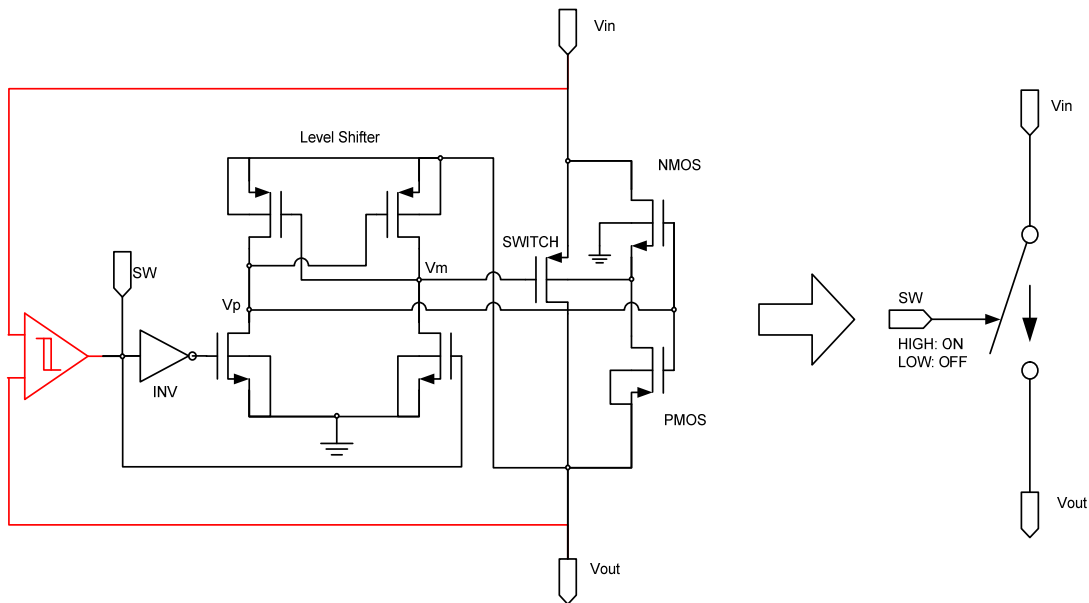 Vin
Level Shifter
NMOS
SWITCH
SW
Vm
Vp
INV
PMOS
Vout
Vin
SW
HIGH: ON
LOW: OFF
Vout